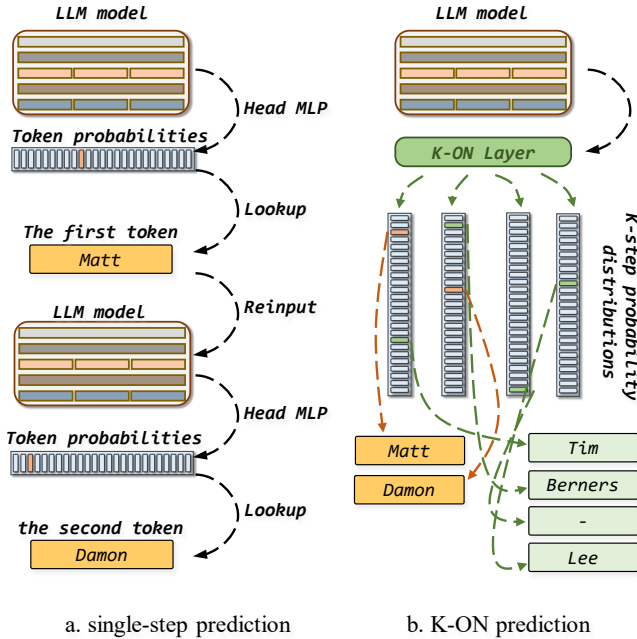 LLM model
Head MLP
Token probabilities
Lookup
The first token
Matt
Reinput
LLM model
Head MLP
Token probabilities
Lookup
the second token
Damon
a. single-step prediction
LLM model
K-ON Layer
K-step probability
distributions
Matt
Damon
Tim
Berners
-
Lee
b. K-ON prediction